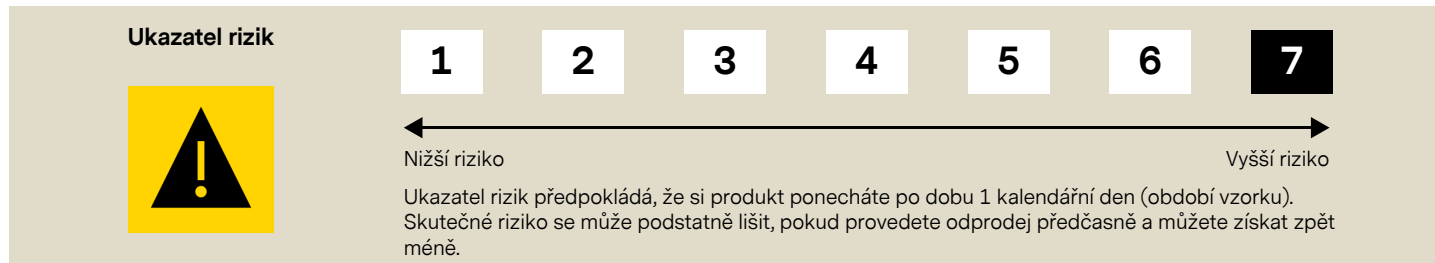 Ukazatel rizik
1 2 3 4 5 6 7
Nižší riziko Vyšší riziko
Ukazatel rizik předpokládá, že si produkt ponecháte po dobu 1 kalendářní den (období vzorku).
Skutečné riziko se může podstatně lišit, pokud provedete odprodej předčasně a můžete získat zpět
méně.